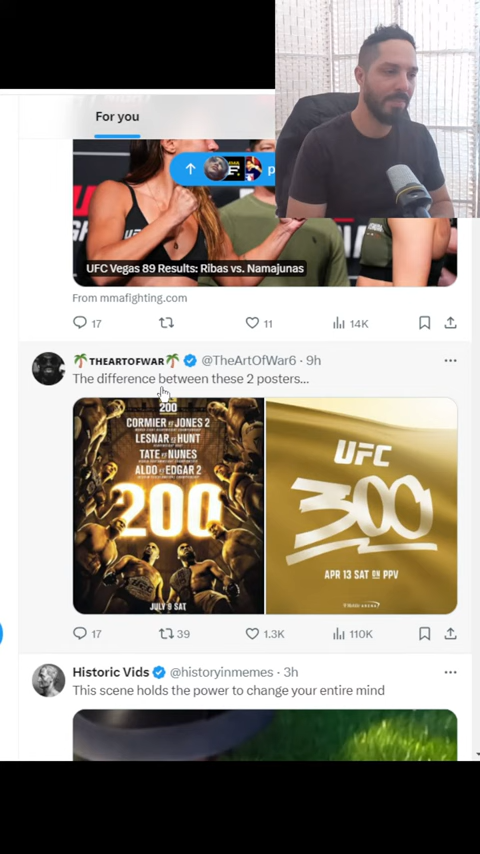 For you
P
UFC Vegas 89 Results: Ribas vs. Namajunas
From mmafighting.com
17 11 14K
🌴THEARTOFWAR🌴 @TheArtOfWar6 · 9h
The difference between these 2 posters...
200
CORMIER vs JONES 2
LESNAR vs HUNT
TATE vs NUNES
ALDO vs EDGAR 2
200
JULY 9 SAT
UFC
300
APR 13 SAT ON PPV
17 39 1.3K 110K
Historic Vids @historyinmemes · 3h
This scene holds the power to change your entire mind